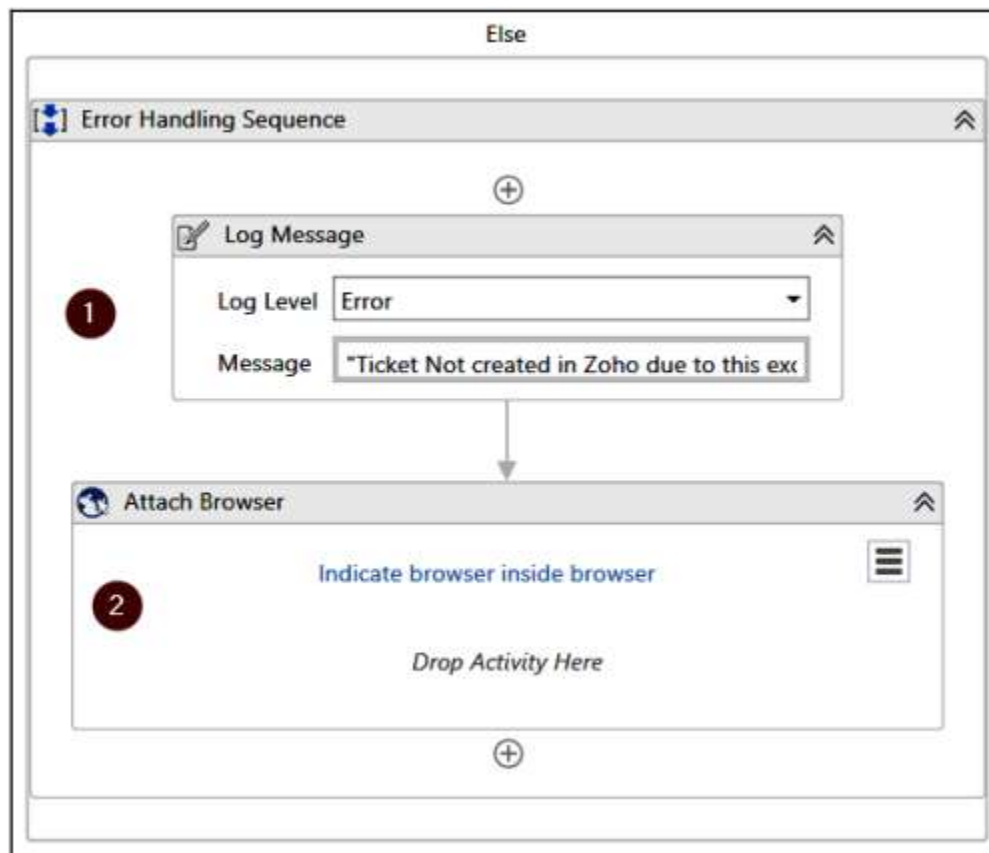 Else
Error Handling Sequence
Log Message
1
Log Level Error
Message "Ticket Not created in Zoho due to this exc
Attach Browser
Indicate browser inside browser
2
Drop Activity Here